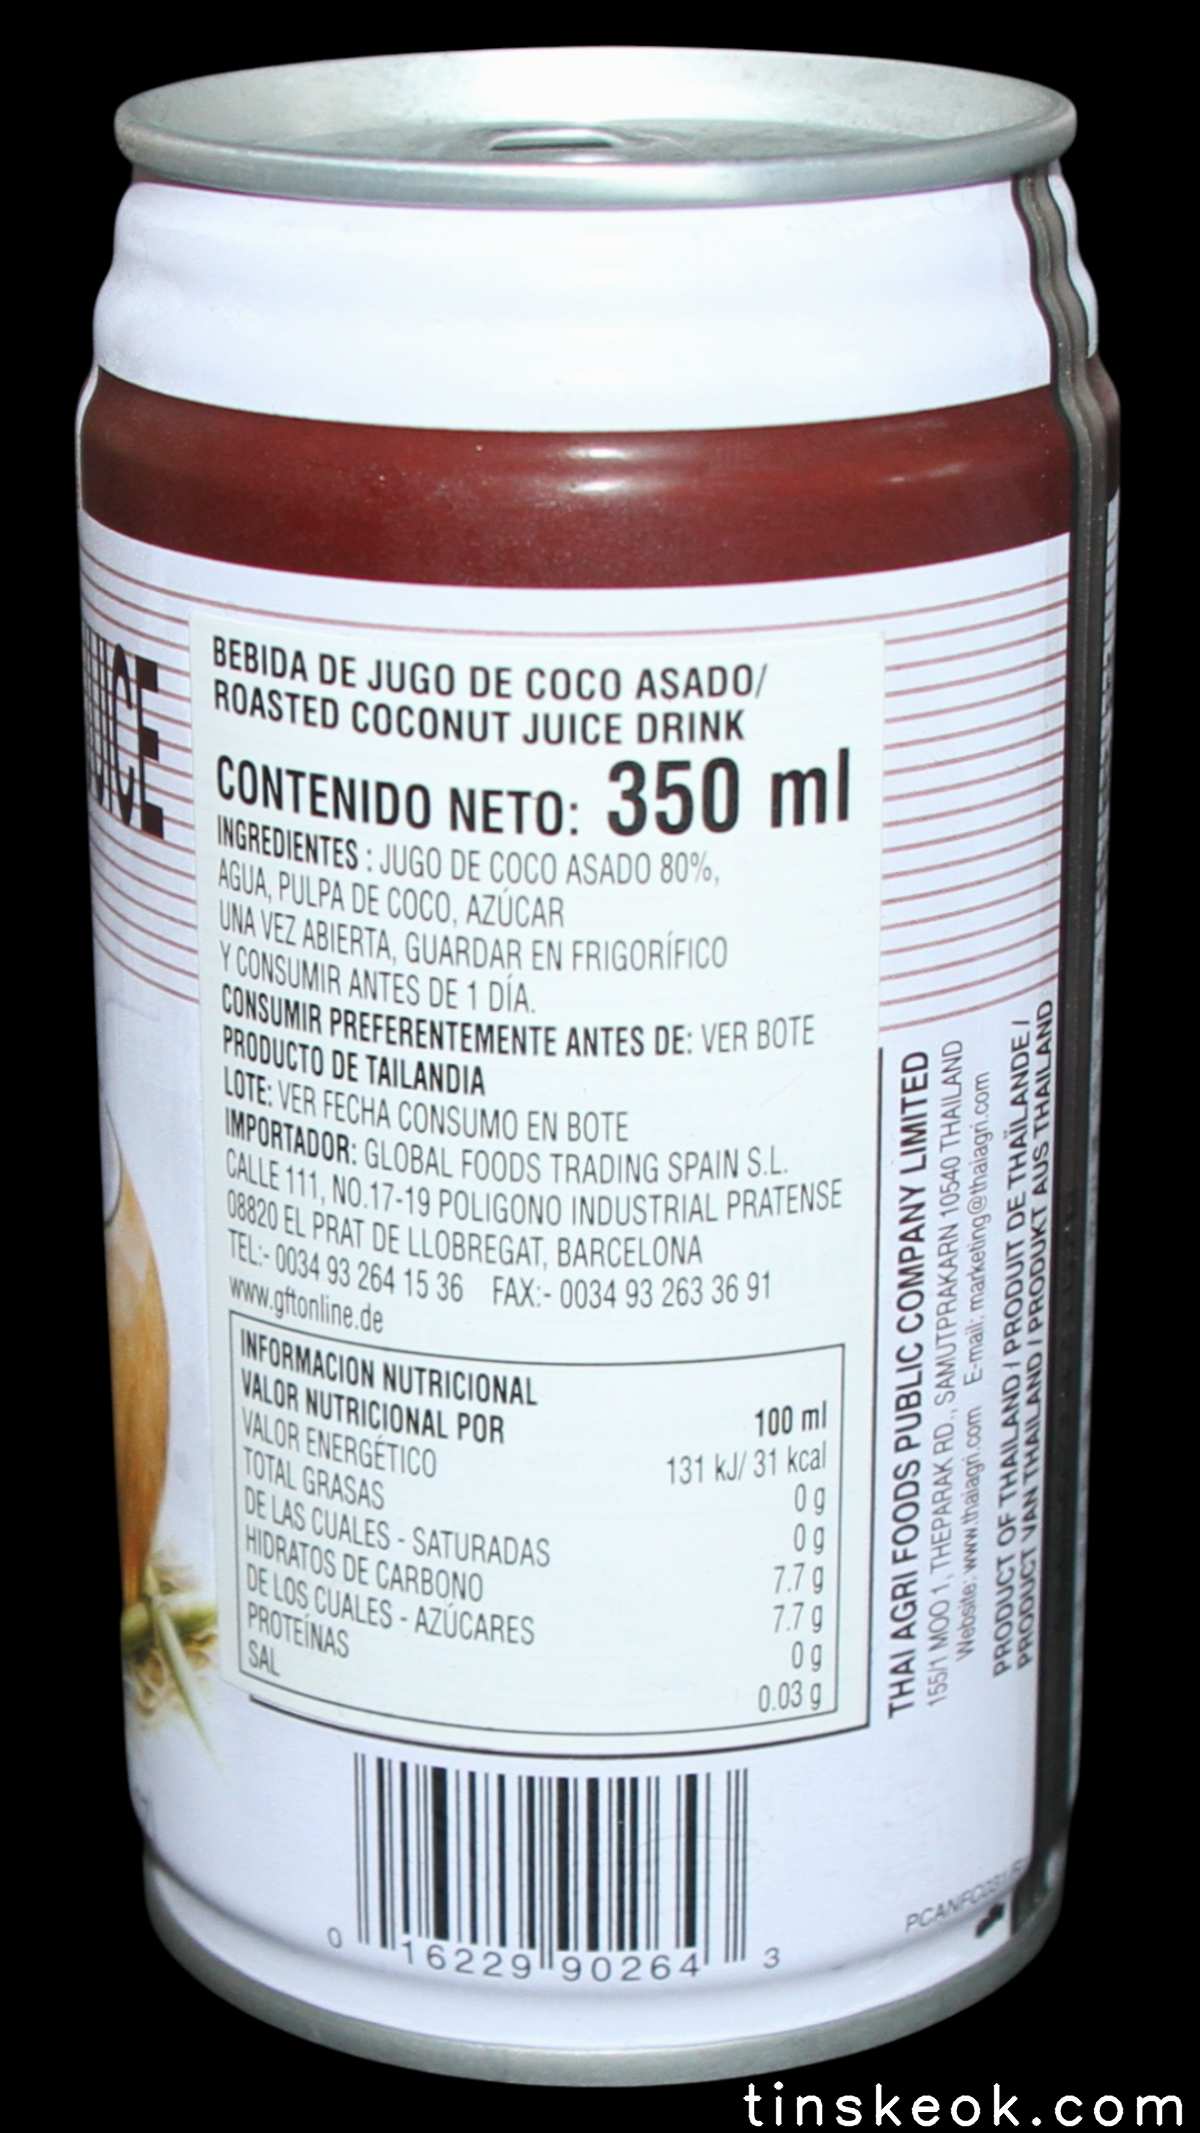 JUICE
BEBIDA DE JUGO DE COCO ASADO/
ROASTED COCONUT JUICE DRINK
CONTENIDO NETO: 350 ml
INGREDIENTES : JUGO DE COCO ASADO 80%,
AGUA, PULPA DE COCO, AZÚCAR
UNA VEZ ABIERTA, GUARDAR EN FRIGORÍFICO
Y CONSUMIR ANTES DE 1 DÍA.
CONSUMIR PREFERENTEMENTE ANTES DE: VER BOTE
PRODUCTO DE TAILANDIA
LOTE: VER FECHA CONSUMO EN BOTE
IMPORTADOR: GLOBAL FOODS TRADING SPAIN S.L.
CALLE 111, NO.17-19 POLIGONO INDUSTRIAL PRATENSE
08820 EL PRAT DE LLOBREGAT, BARCELONA
TEL:- 0034 93 264 15 36 FAX:- 0034 93 263 36 91
www.gftonline.de
INFORMACION NUTRICIONAL
VALOR NUTRICIONAL POR 100 ml
VALOR ENERGÉTICO 131 kJ/ 31 kcal
TOTAL GRASAS 0 g
DE LAS CUALES - SATURADAS 0 g
HIDRATOS DE CARBONO 7.7 g
DE LOS CUALES - AZÚCARES 7.7 g
PROTEÍNAS 0 g
SAL 0.03 g
THAI AGRI FOODS PUBLIC COMPANY LIMITED
155/1 MOO 1, THEPARAK RD., SAMUTPRAKARN 10540 THAILAND
Website: www.thaiagri.com E-mail: marketing@thaiagri.com
PRODUCT OF THAILAND / PRODUIT DE THAÏLANDE /
PRODUCT VAN THAILAND / PRODUKT AUS THAILAND
0 16229 90264 3
tinskeok.com